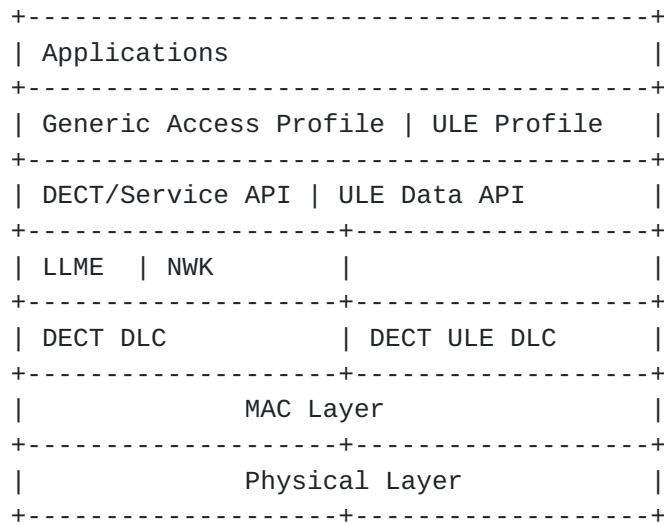 +--------------------------------------+
| Applications                         |
+--------------------------------------+
| Generic Access Profile | ULE Profile   |
+--------------------------------------+
| DECT/Service API | ULE Data API        |
+-------------------+------------------+
| LLME  | NWK        |                  |
+-------------------+------------------+
| DECT DLC          | DECT ULE DLC      |
+-------------------+------------------+
|             MAC Layer                |
+-------------------+------------------+
|             Physical Layer           |
+-------------------+------------------+